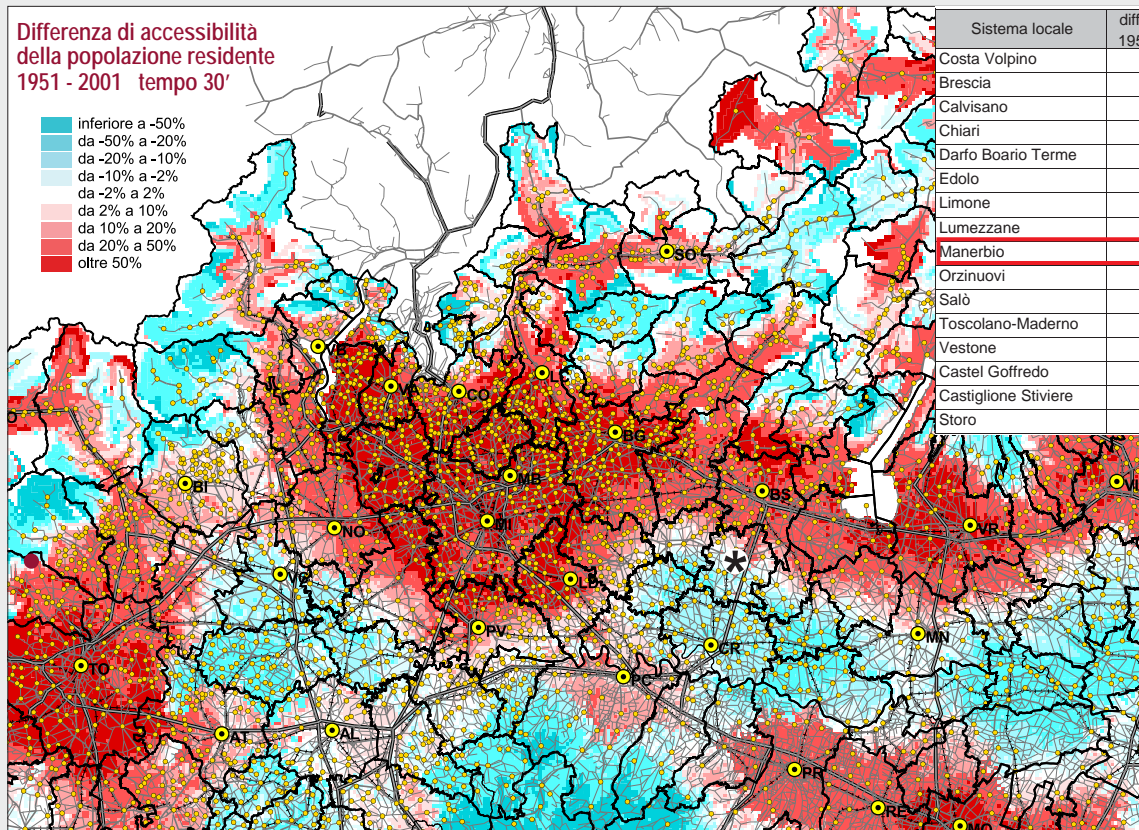 Differenza di accessibilità
della popolazione residente
1951 - 2001 tempo 30'
inferiore a -50%
da -50% a -20%
da -20% a -10%
da -10% a -2%
da -2% a 2%
da 2% a 10%
da 10% a 20%
da 20% a 50%
oltre 50%
Sistema locale
diff
195
Costa Volpino
Brescia
Calvisano
Chiari
Darfo Boario Terme
Edolo
Limone
Lumezzane
Manerbio
Orzinuovi
Salò
Toscolano-Maderno
Vestone
Castel Goffredo
Castiglione Stiviere
Storo
SO
CO
BG
BI
MB
BS
NO
MI
VR
PV
CR
MN
TO
PC
AT
AL
PR
RE
*